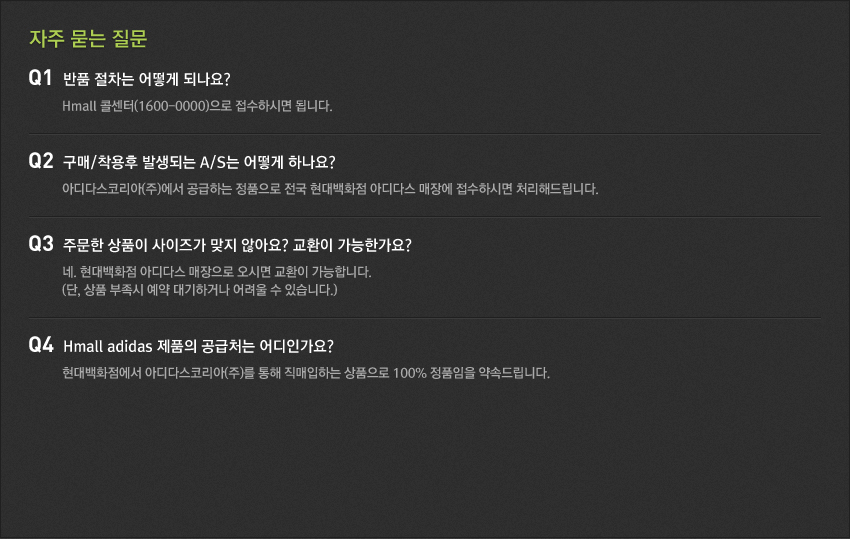 자주 묻는 질문
Q1 반품 절차는 어떻게 되나요?
Hmall 콜센터(1600-0000)으로 접수하시면 됩니다.
Q2 구매/착용후 발생되는 A/S는 어떻게 하나요?
아디다스코리아(주)에서 공급하는 정품으로 전국 현대백화점 아디다스 매장에 접수하시면 처리해드립니다.
Q3 주문한 상품이 사이즈가 맞지 않아요? 교환이 가능한가요?
네. 현대백화점 아디다스 매장으로 오시면 교환이 가능합니다.
(단, 상품 부족시 예약 대기하거나 어려울 수 있습니다.)
Q4 Hmall adidas 제품의 공급처는 어디인가요?
현대백화점에서 아디다스코리아(주)를 통해 직매입하는 상품으로 100% 정품임을 약속드립니다.